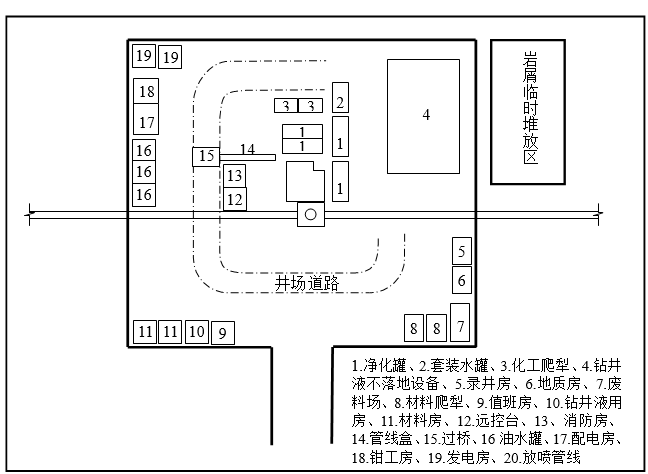 19 19
18
17
16
16
16
15
14
13
12
3 3
2
1
1
1
1
4
岩屑临时堆放区
井场道路
5
6
7
8 8
11 11 10 9
1.净化罐、2.套装水罐、3.化工爬犁、4.钻井
液不落地设备、5.录井房、6.地质房、7.废
料场、8.材料爬犁、9.值班房、10.钻井液用
房、11.材料房、12.远控台、13、消防房、
14.管线盒、15.过桥、16 油水罐、17.配电房、
18.钳工房、19.发电房、20.放喷管线